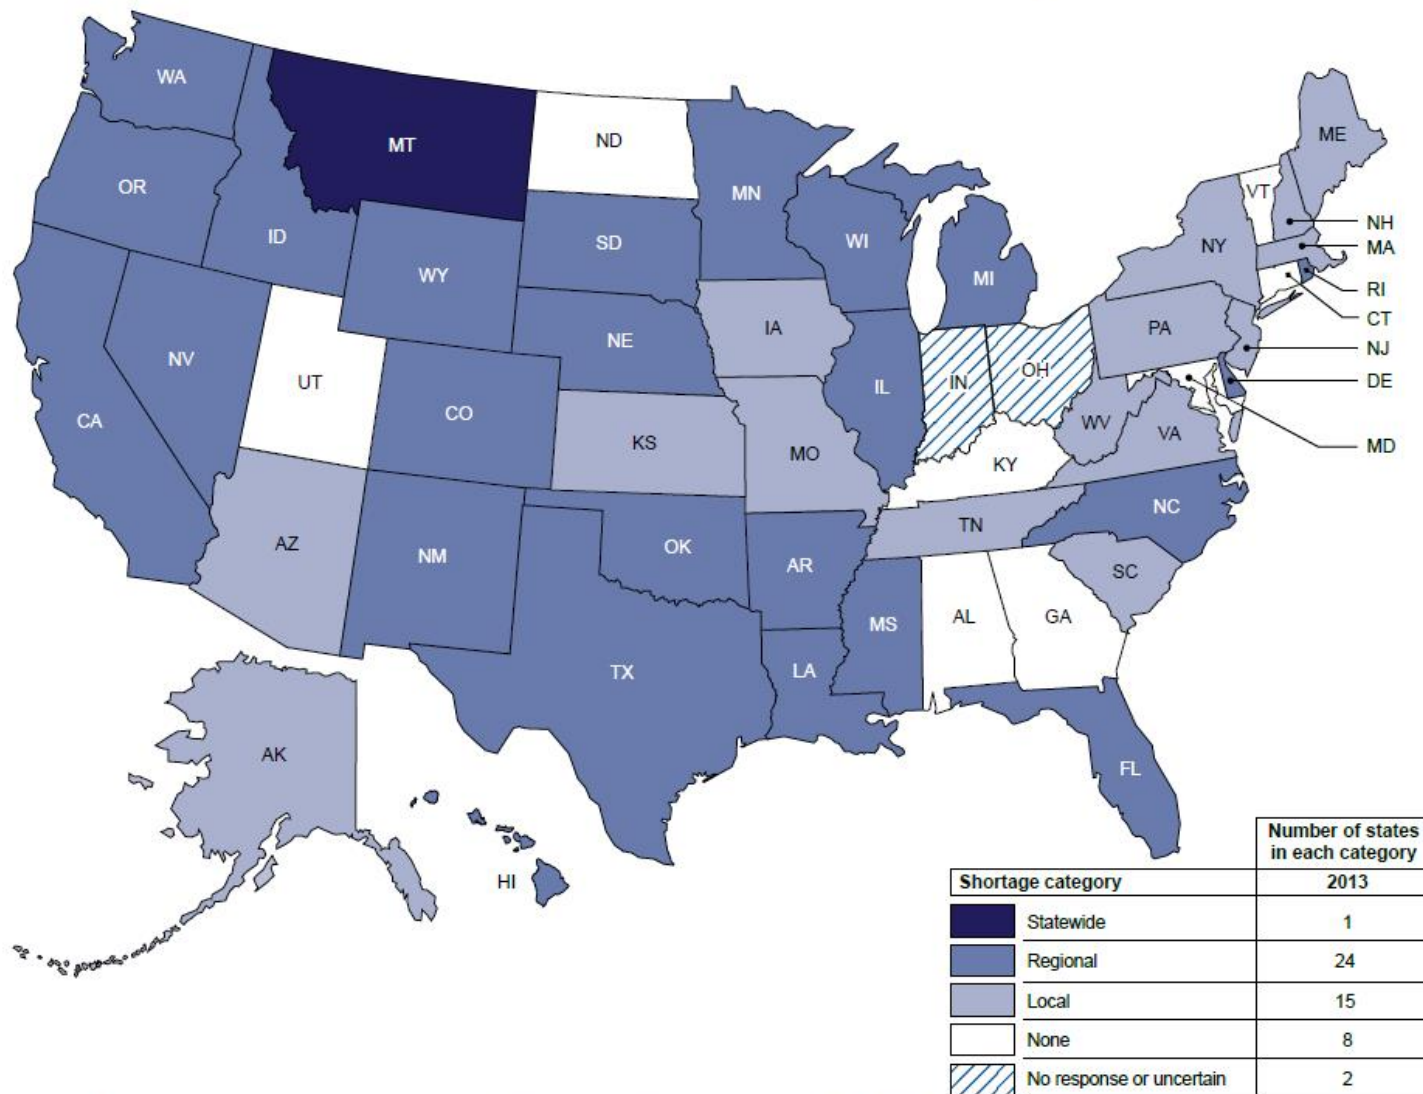 WA
MT
ND
ME
OR
MN
VT
ID
SD
WI
NY
NH
MA
WY
MI
RI
CT
IA
PA
NE
NJ
NV
UT
IN
OH
DE
CO
IL
CA
WV
VA
MD
KS
MO
KY
NC
TN
AZ
NM
OK
AR
SC
MS
AL
GA
TX
LA
AK
FL
HI
Number of states
in each category
Shortage category 2013
Statewide 1
Regional 24
Local 15
None 8
No response or uncertain 2